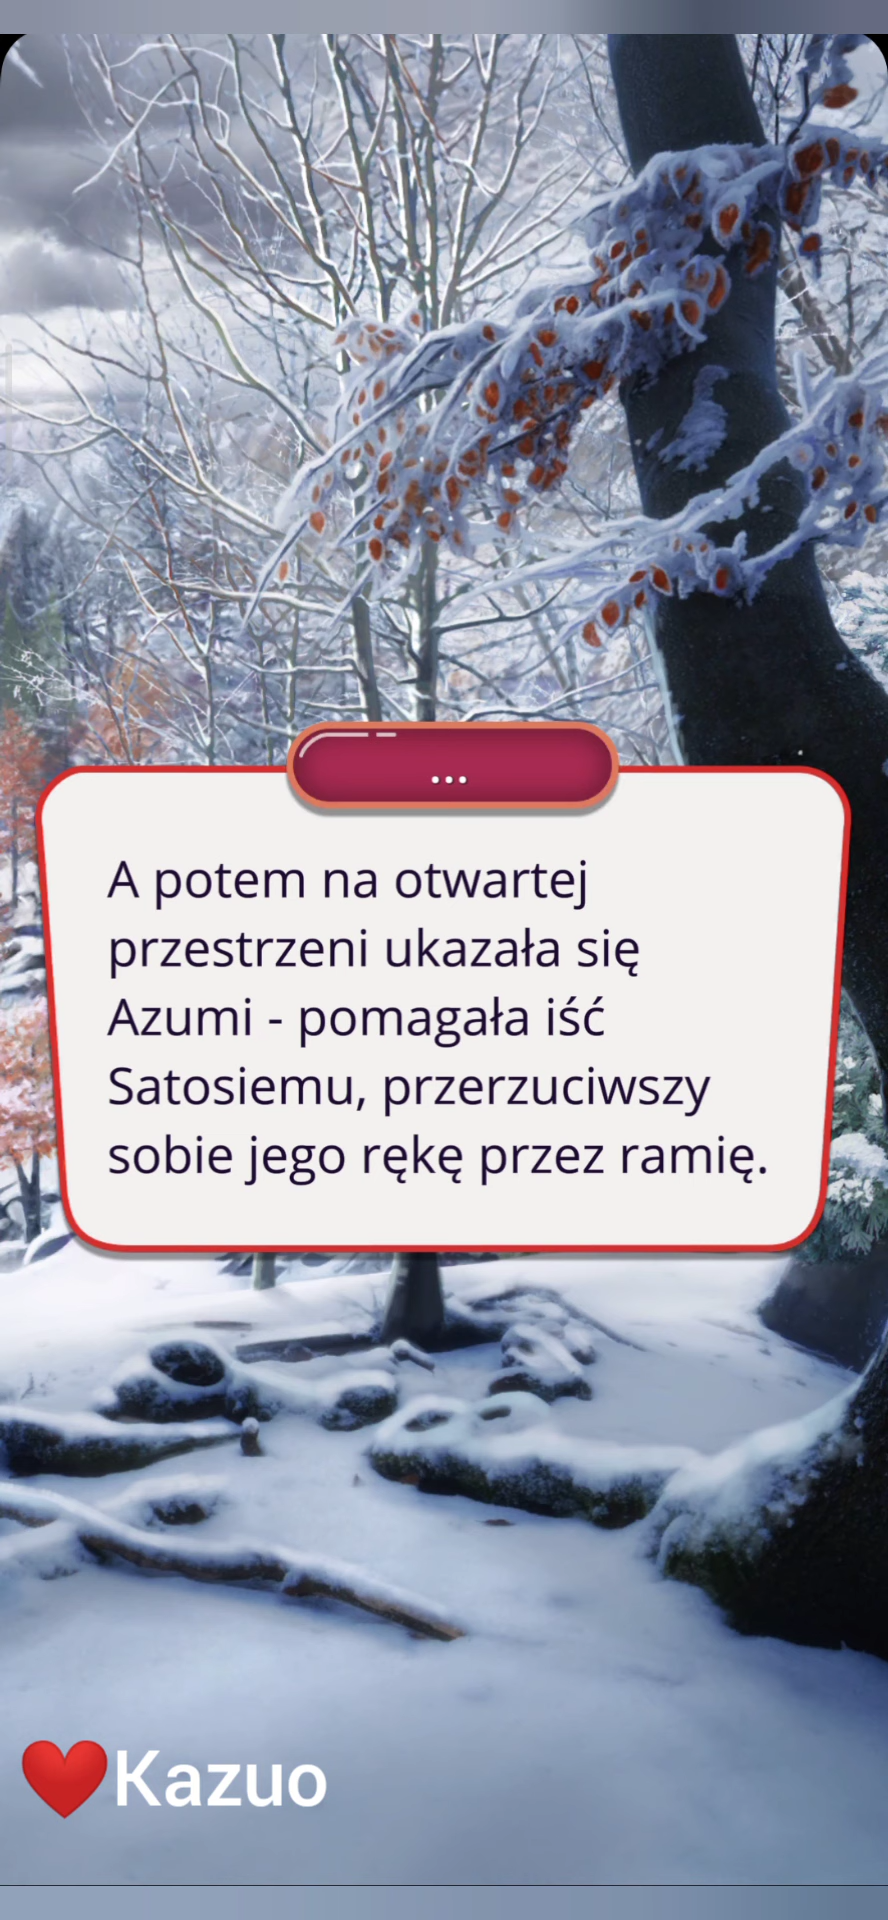 ...
A potem na otwartej
przestrzeni ukazała się
Azumi - pomagała iść
Satosiemu, przerzuciwszy
sobie jego rękę przez ramię.
❤️Kazuo